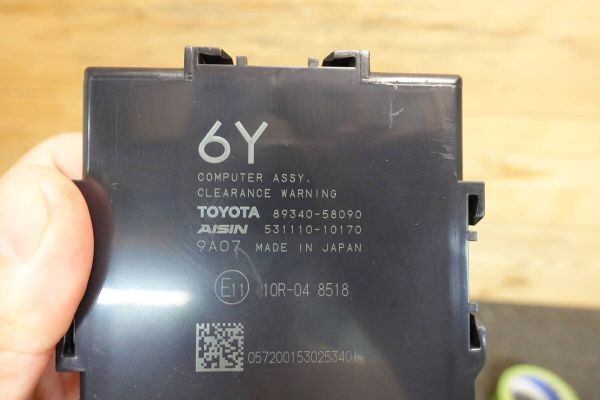 6Y
COMPUTER ASSY.
CLEARANCE WARNING
TOYOTA 89340-58090
AISIN 531110-10170
9A07 MADE IN JAPAN
E11 10R-04 8518
0572001530253401